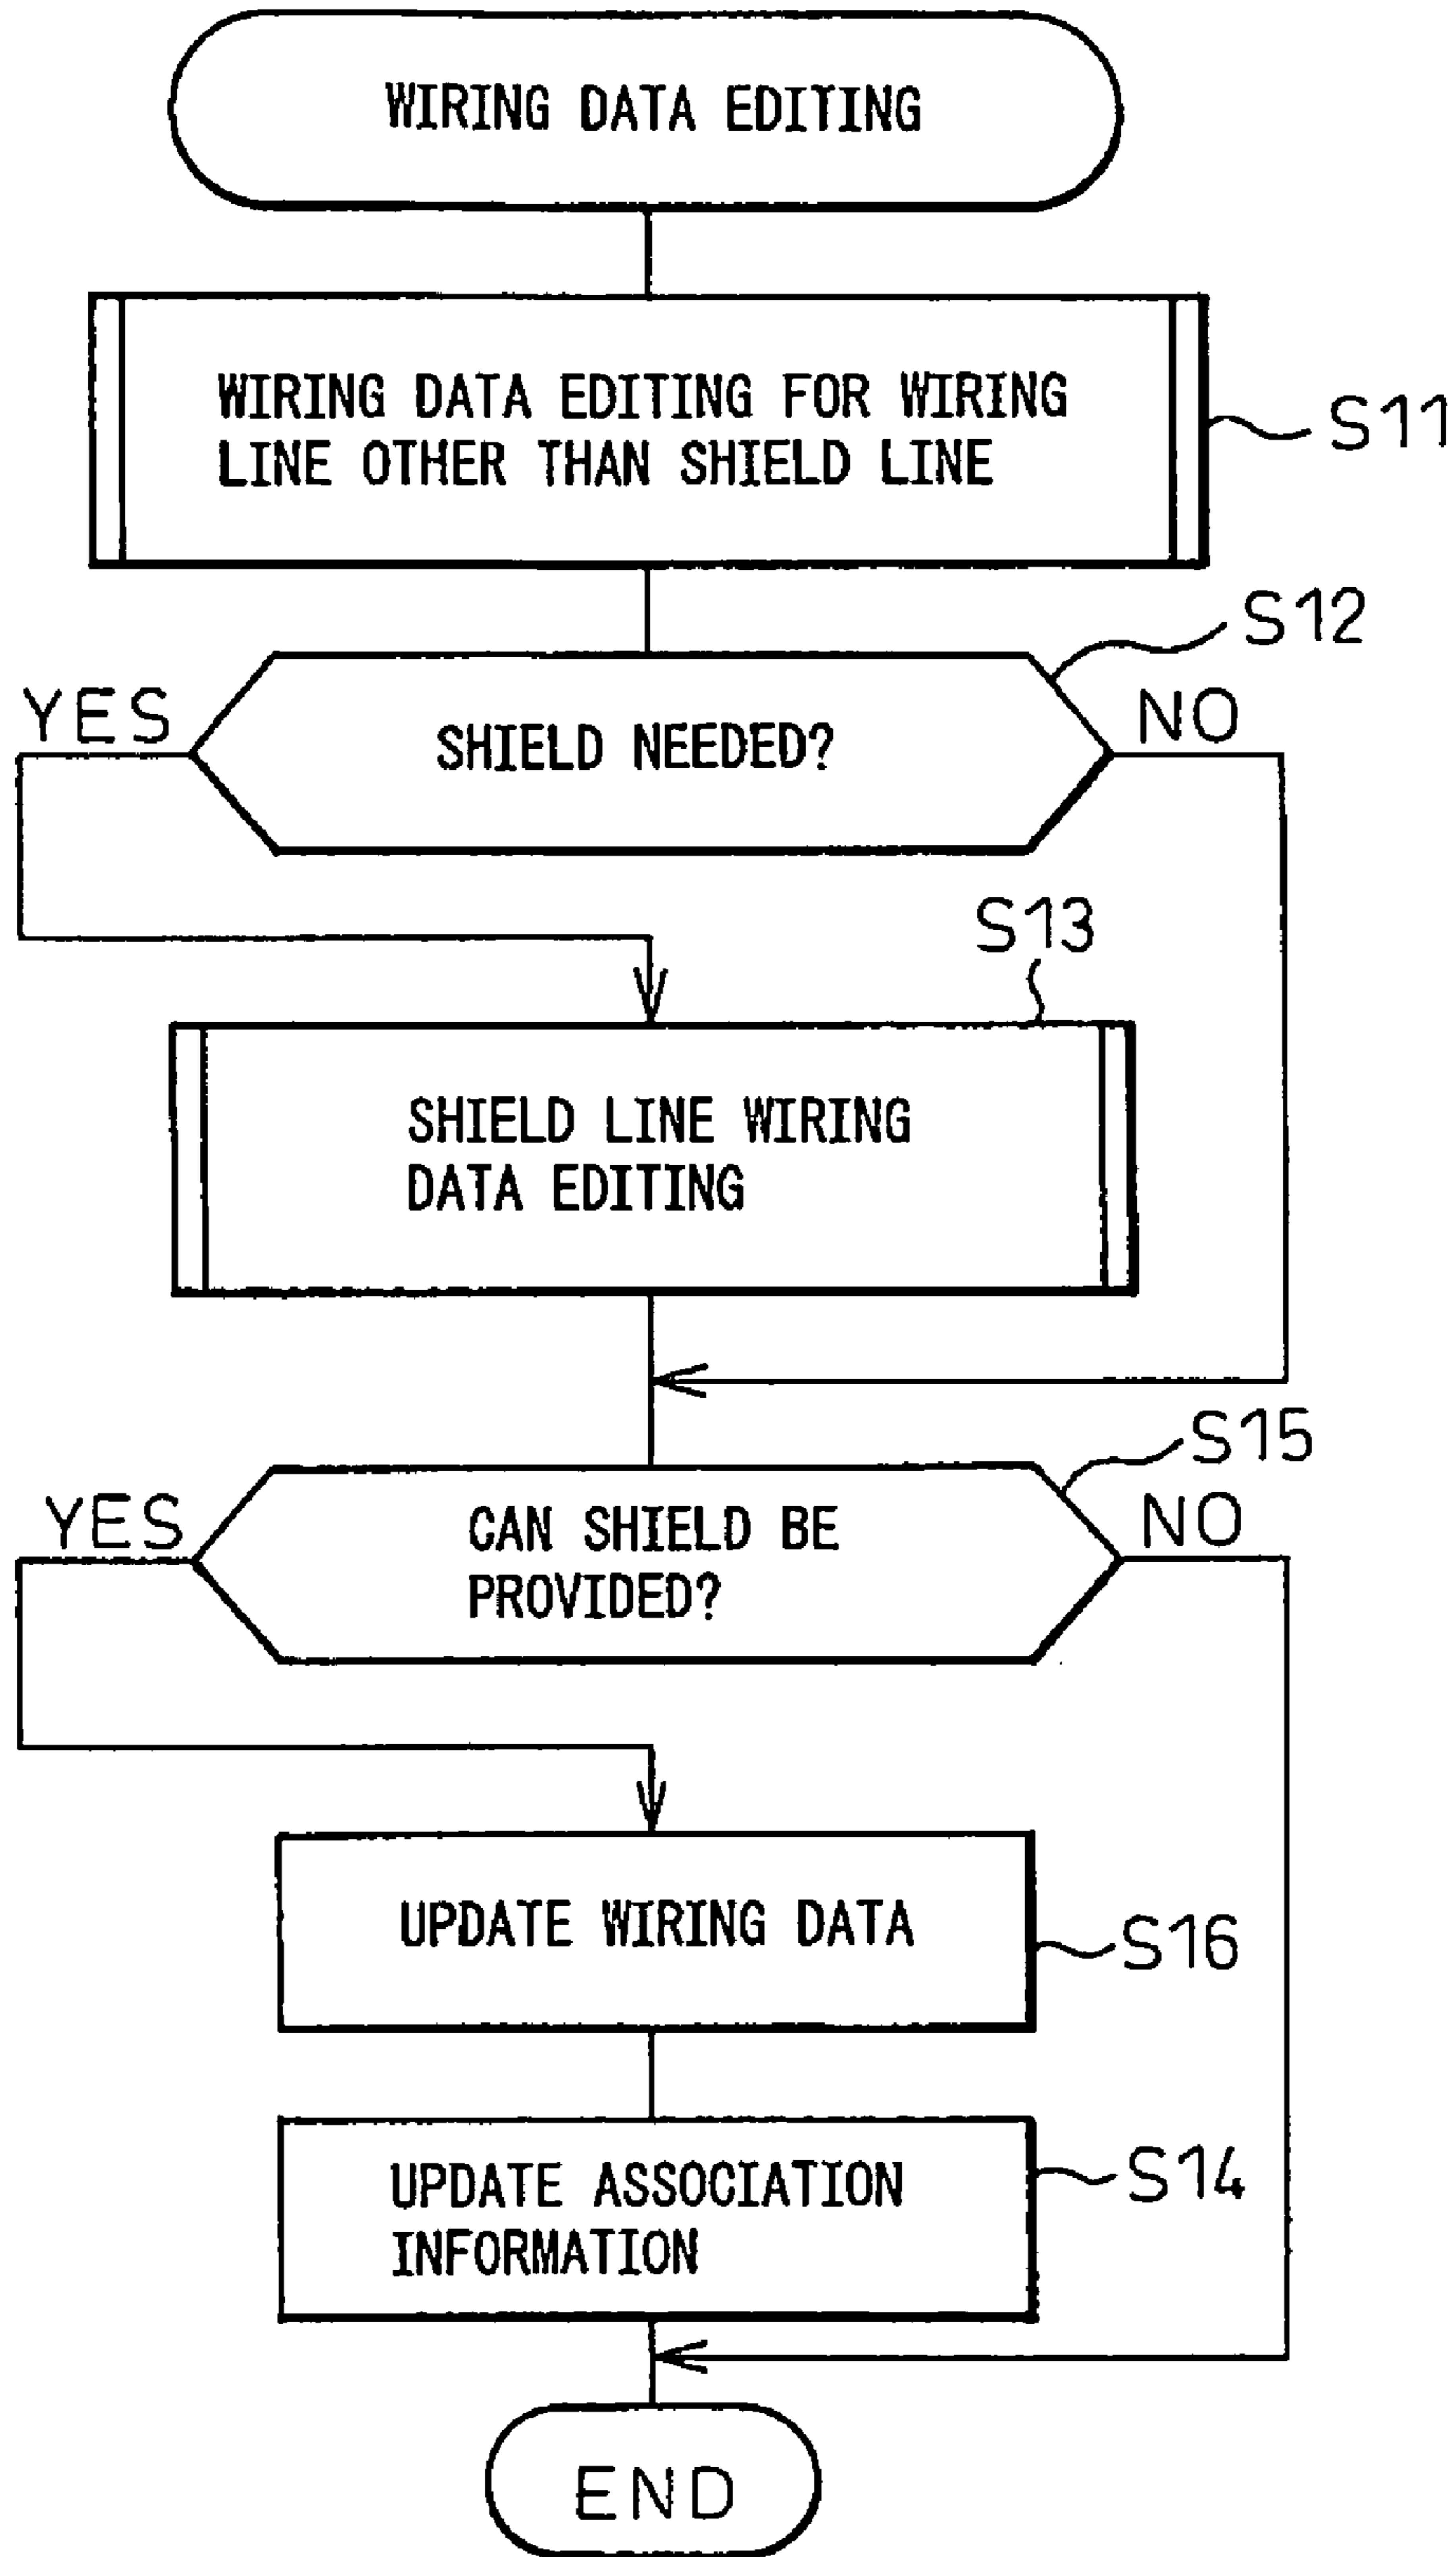 WIRING DATA EDITING
WIRING DATA EDITING FOR WIRING
LINE OTHER THAN SHIELD LINE
S11
S12
YES
SHIELD NEEDED?
NO
S13
SHIELD LINE WIRING
DATA EDITING
S15
YES
CAN SHIELD BE
PROVIDED?
NO
UPDATE WIRING DATA
S16
UPDATE ASSOCIATION
INFORMATION
S14
END